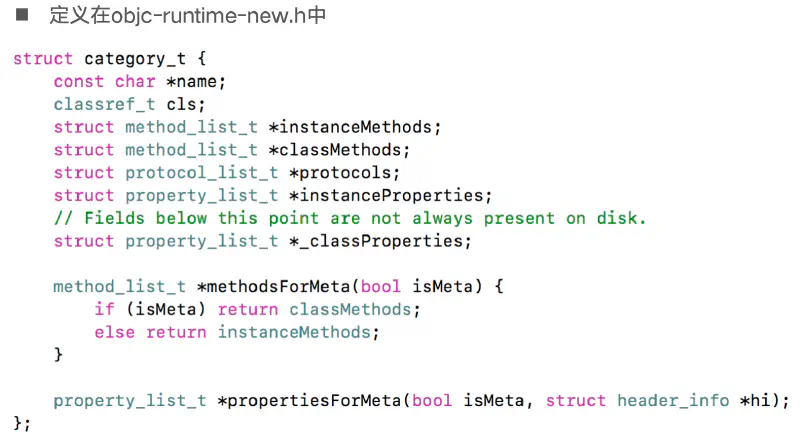 ■ 定义在objc-runtime-new.h中
struct category_t {
    const char *name;
    classref_t cls;
    struct method_list_t *instanceMethods;
    struct method_list_t *classMethods;
    struct protocol_list_t *protocols;
    struct property_list_t *instanceProperties;
    // Fields below this point are not always present on disk.
    struct property_list_t *_classProperties;

    method_list_t *methodsForMeta(bool isMeta) {
        if (isMeta) return classMethods;
        else return instanceMethods;
    }

    property_list_t *propertiesForMeta(bool isMeta, struct header_info *hi);
};